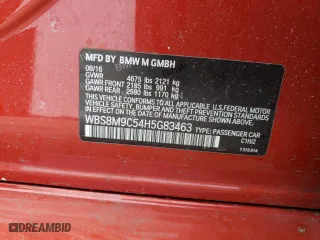 MFD BY BMW M GMBH
08/16
GVWR 4675 lbs 2121 kg
GAWR FRONT 2185 lbs 991 kg
GAWR REAR 2580 lbs 1170 kg
THIS VEHICLE CONFORMS TO ALL APPLICABLE U.S. FEDERAL
MOTOR VEHICLE SAFETY, BUMPER, AND THEFT PREVENTION
STANDARDS IN EFFECT ON THE DATE OF MANUFACTURE
SHOWN ABOVE.
WBS8M9C54H5G83463 TYPE: PASSENGER CAR
DREAMBID